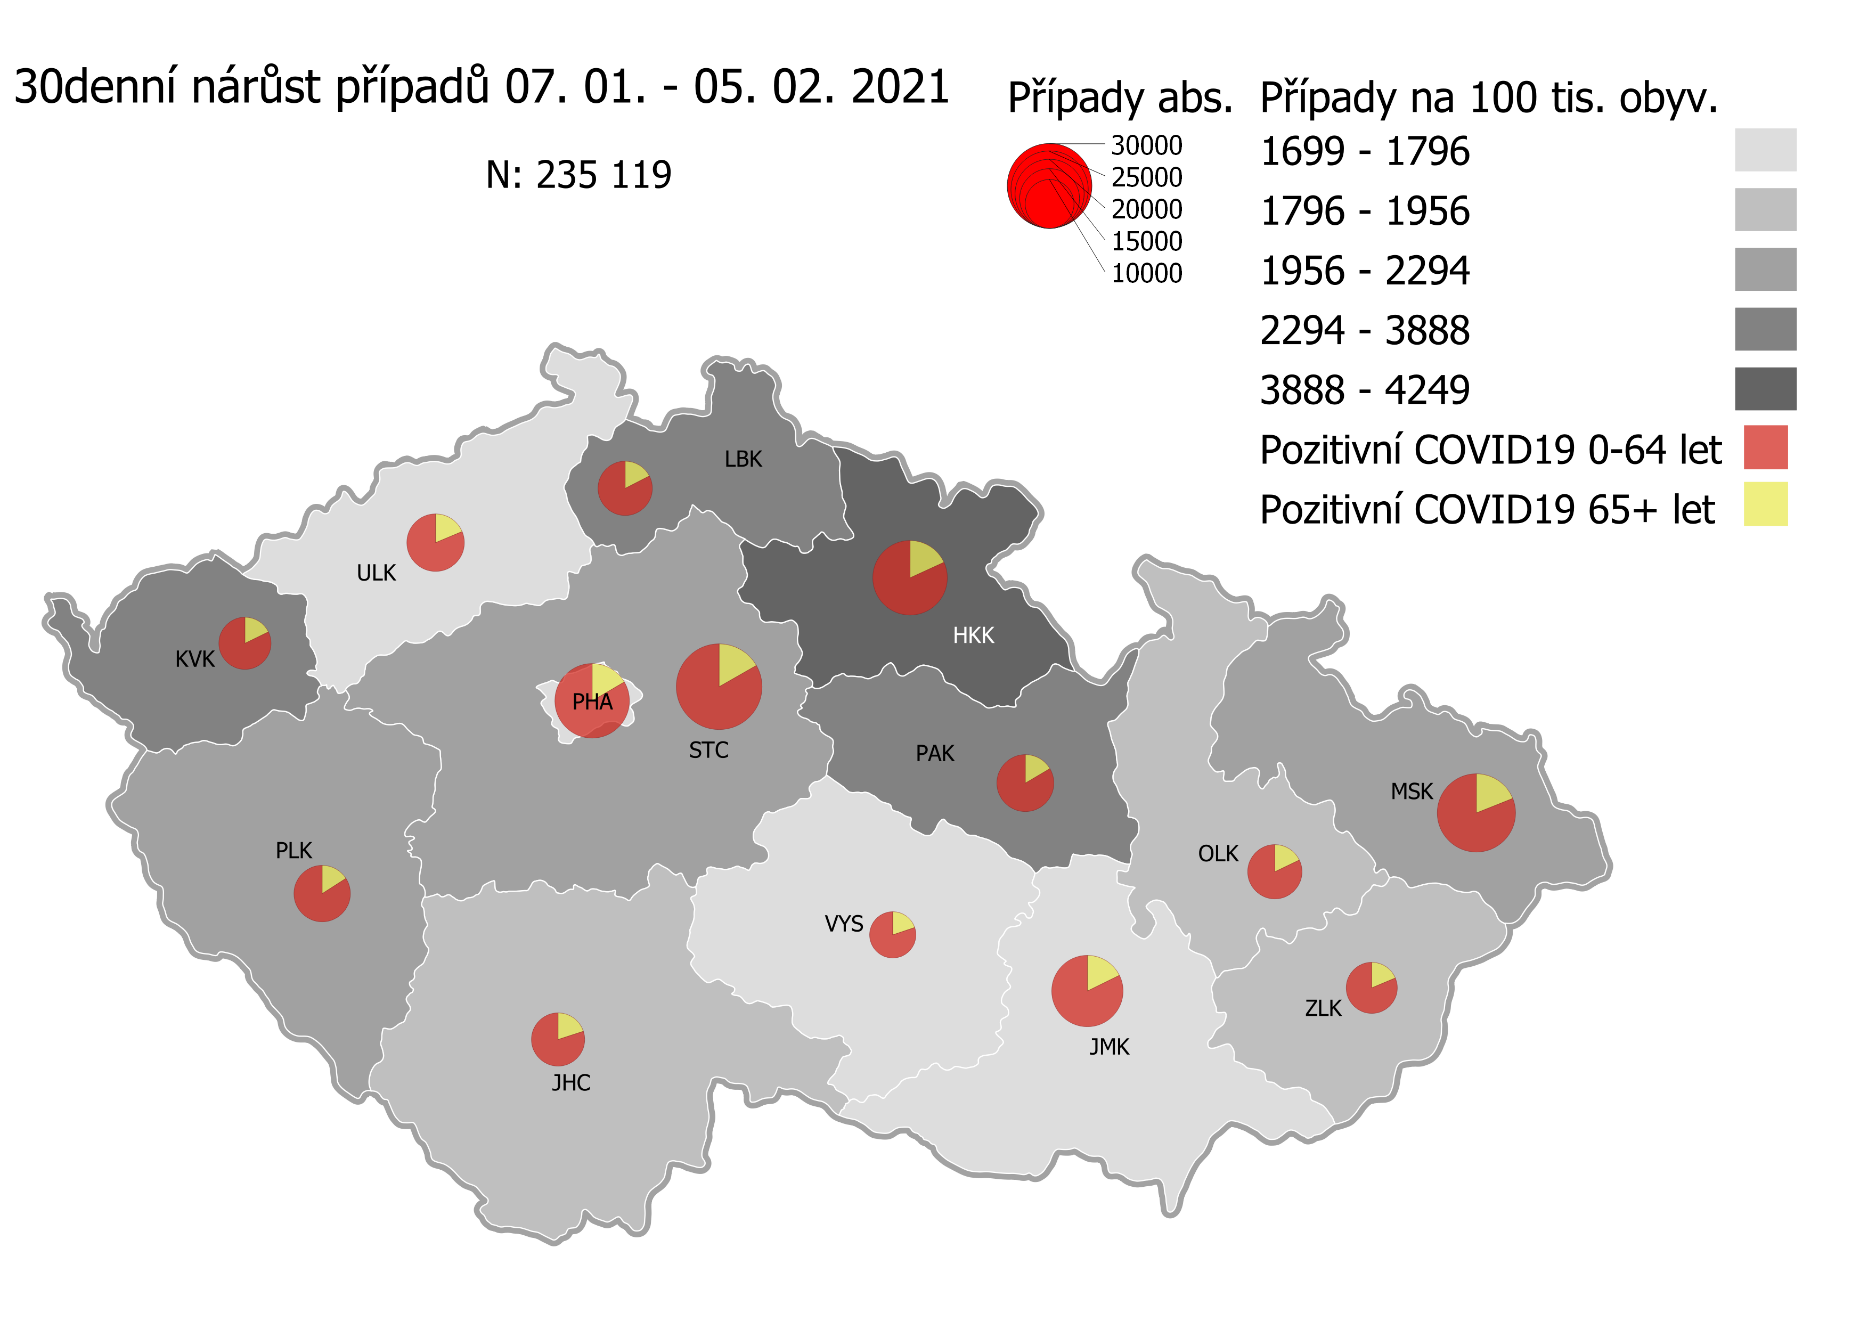 30denní nárůst případů 07. 01. - 05. 02. 2021
N: 235 119
Případy abs.
30000
25000
20000
15000
10000
Případy na 100 tis. obyv.
1699 - 1796
1796 - 1956
1956 - 2294
2294 - 3888
3888 - 4249
Pozitivní COVID19 0-64 let
Pozitivní COVID19 65+ let
LBK
ULK
HKK
KVK
PHA
STC
PAK
MSK
PLK
OLK
VYS
ZLK
JMK
JHC